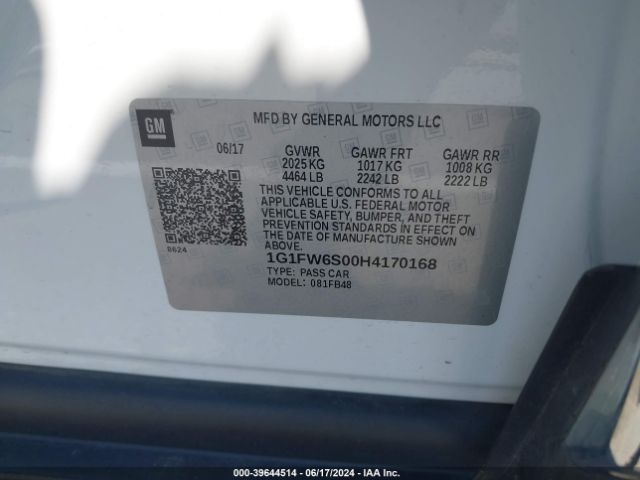 GM
MFD BY GENERAL MOTORS LLC
06/17 GVWR GAWR FRT GAWR RR
2025 KG 1017 KG 1008 KG
4464 LB 2242 LB 2222 LB
THIS VEHICLE CONFORMS TO ALL
APPLICABLE U.S. FEDERAL MOTOR
VEHICLE SAFETY, BUMPER, AND THEFT
PREVENTION STANDARDS IN EFFECT ON
THE DATE OF MANUFACTURE SHOWN
ABOVE.
8624
1G1FW6S00H4170168
TYPE: PASS CAR
MODEL: 081FB48
000-39644514 - 06/17/2024 - IAA Inc.